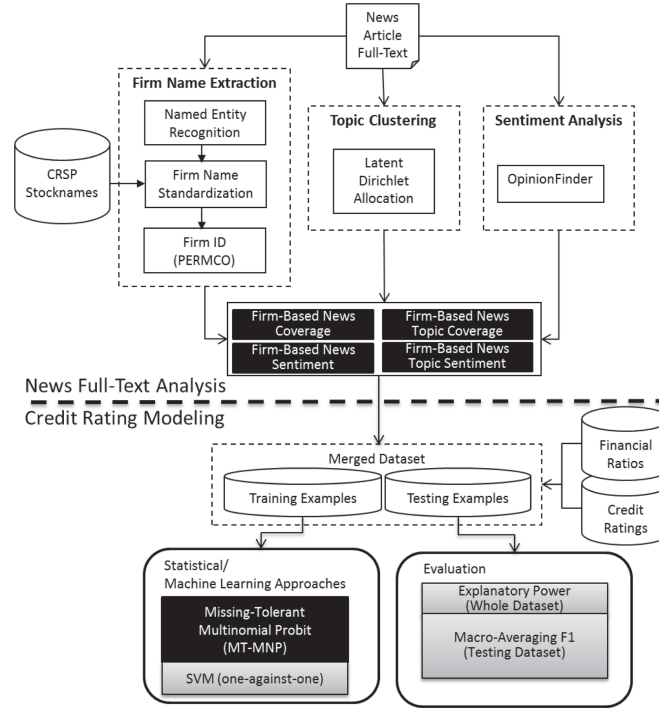 News
Article
Full-Text
Firm Name Extraction
Named Entity
Recognition
CRSP
Stocknames
Firm Name
Standardization
Firm ID
(PERMCO)
Topic Clustering
Latent
Dirichlet
Allocation
Sentiment Analysis
OpinionFinder
Firm-Based News
Coverage
Firm-Based News
Topic Coverage
Firm-Based News
Sentiment
Firm-Based News
Topic Sentiment
News Full-Text Analysis
Credit Rating Modeling
Merged Dataset
Training Examples
Testing Examples
Financial
Ratios
Credit
Ratings
Statistical/
Machine Learning Approaches
Missing-Tolerant
Multinomial Probit
(MT-MNP)
SVM (one-against-one)
Evaluation
Explanatory Power
(Whole Dataset)
Macro-Averaging F1
(Testing Dataset)